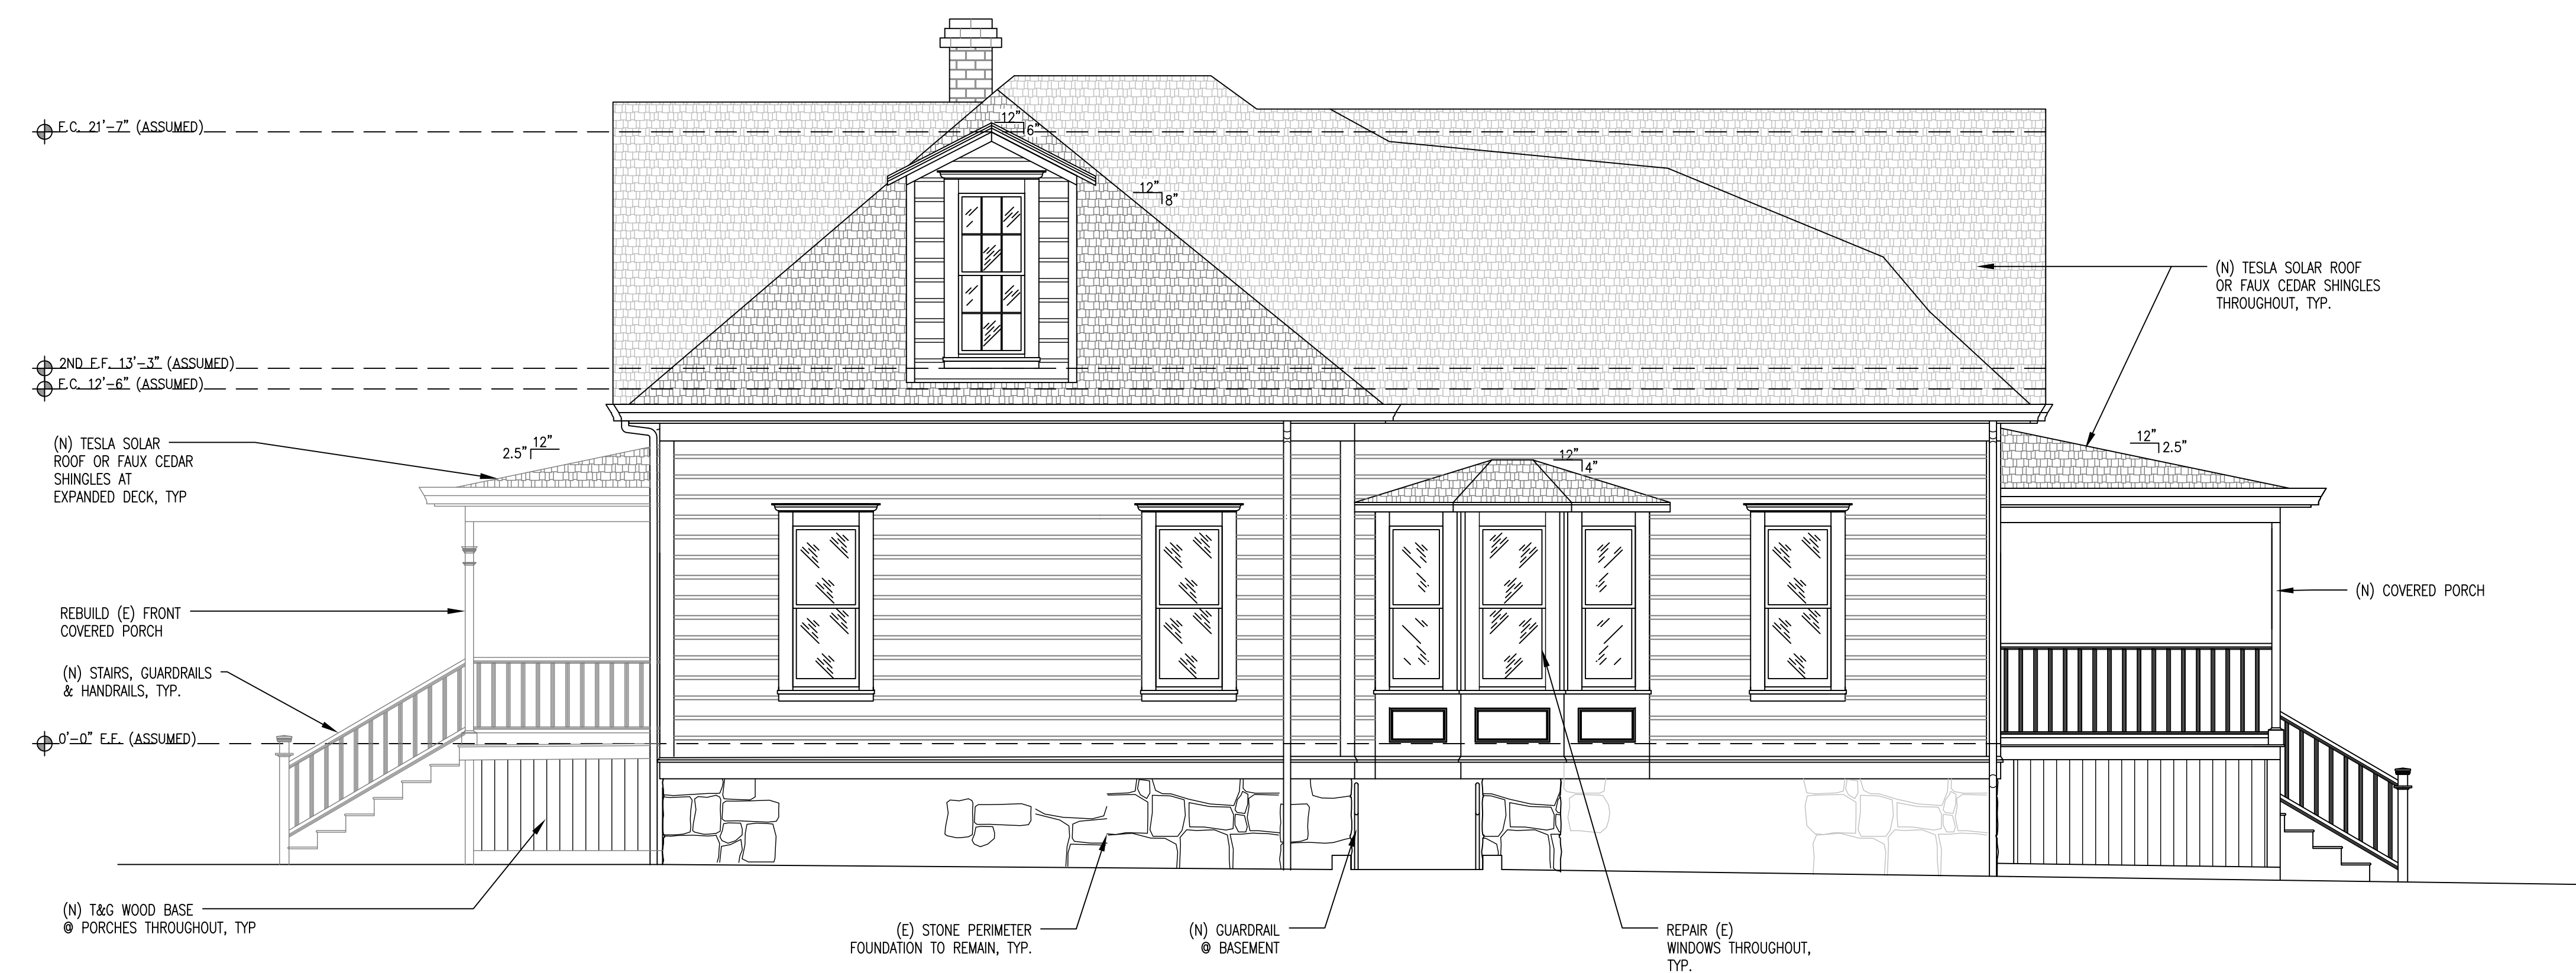 12"
F.C. 21'-7" (ASSUMED)
6"
12"
8"
(N) TESLA SOLAR ROOF
OR FAUX CEDAR SHINGLES
THROUGHOUT, TYP.
2ND F.F. 13'-3" (ASSUMED)
F.C. 12'-6" (ASSUMED)
(N) TESLA SOLAR
ROOF OR FAUX CEDAR
SHINGLES AT
EXPANDED DECK, TYP
12"
2.5"
12"
4"
12"
2.5"
REBUILD (E) FRONT
COVERED PORCH
(N) COVERED PORCH
(N) STAIRS, GUARDRAILS
& HANDRAILS, TYP.
0'-0" F.F. (ASSUMED)
(N) T&G WOOD BASE
@ PORCHES THROUGHOUT, TYP
(E) STONE PERIMETER
FOUNDATION TO REMAIN, TYP.
(N) GUARDRAIL
@ BASEMENT
REPAIR (E)
WINDOWS THROUGHOUT,
TYP.